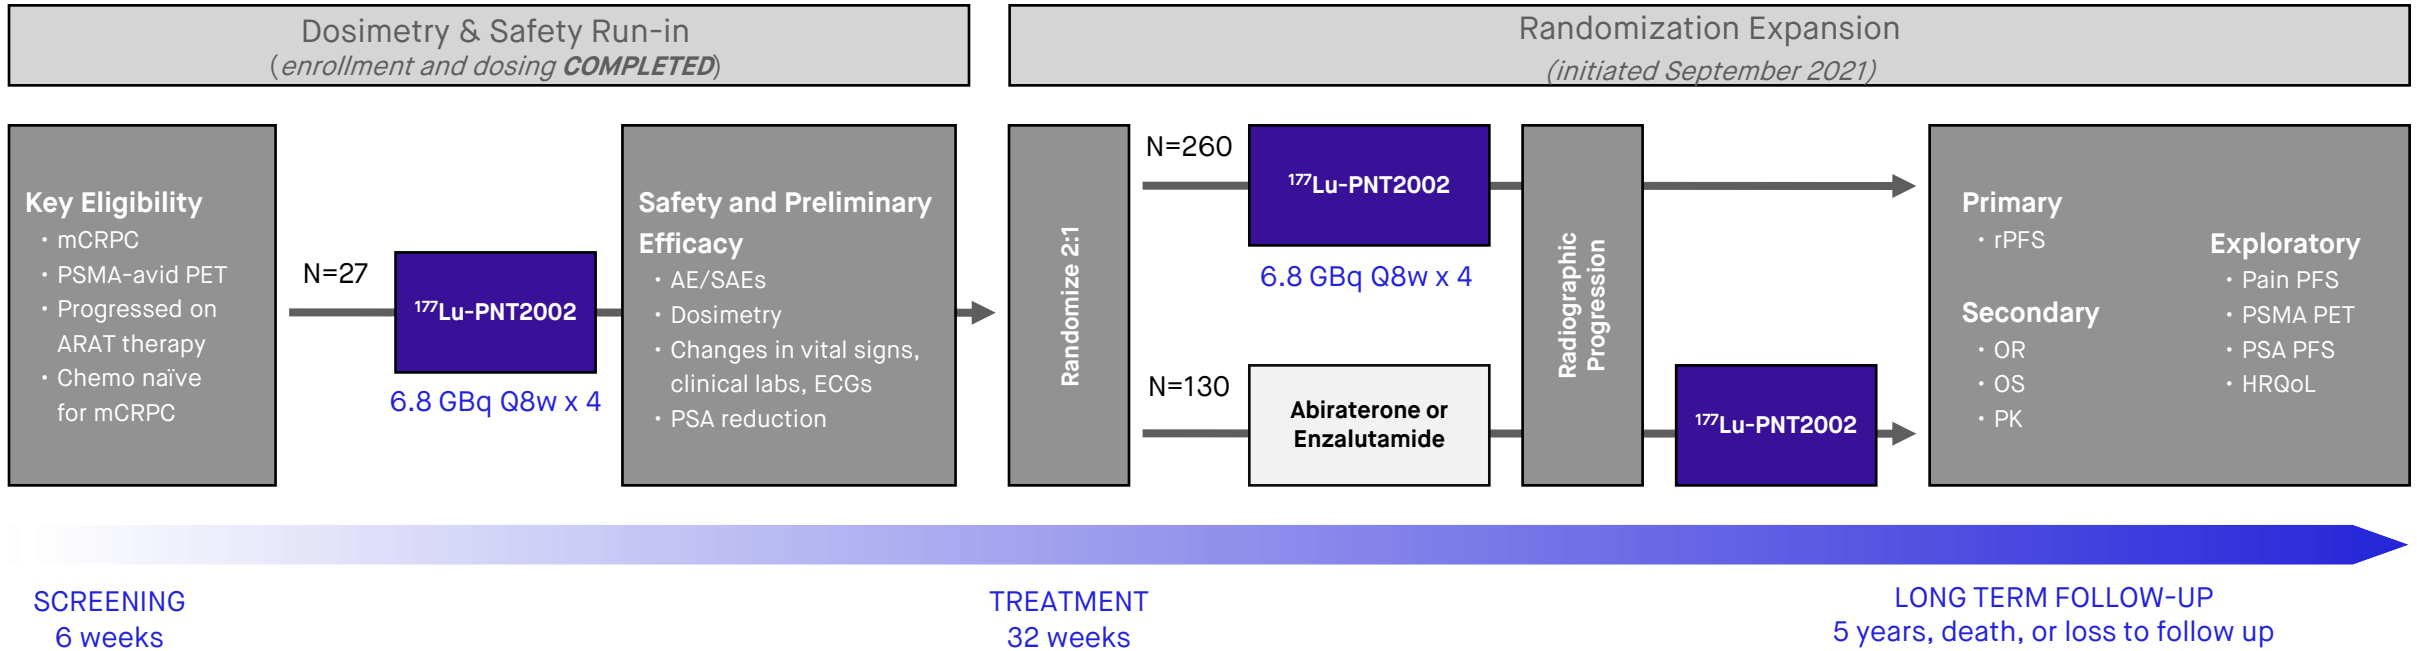 Dosimetry & Safety Run-in
(enrollment and dosing COMPLETED)
Randomization Expansion
(initiated September 2021)
Key Eligibility
• mCRPC
• PSMA-avid PET
• Progressed on
ARAT therapy
• Chemo naïve
for mCRPC
N=27
¹⁷⁷Lu-PNT2002
6.8 GBq Q8w x 4
Safety and Preliminary
Efficacy
• AE/SAEs
• Dosimetry
• Changes in vital signs,
clinical labs, ECGs
• PSA reduction
Randomize 2:1
N=260
¹⁷⁷Lu-PNT2002
6.8 GBq Q8w x 4
N=130
Abiraterone or
Enzalutamide
Radiographic
Progression
¹⁷⁷Lu-PNT2002
Primary
• rPFS
Secondary
• OR
• OS
• PK
Exploratory
• Pain PFS
• PSMA PET
• PSA PFS
• HRQoL
SCREENING
6 weeks
TREATMENT
32 weeks
LONG TERM FOLLOW-UP
5 years, death, or loss to follow up